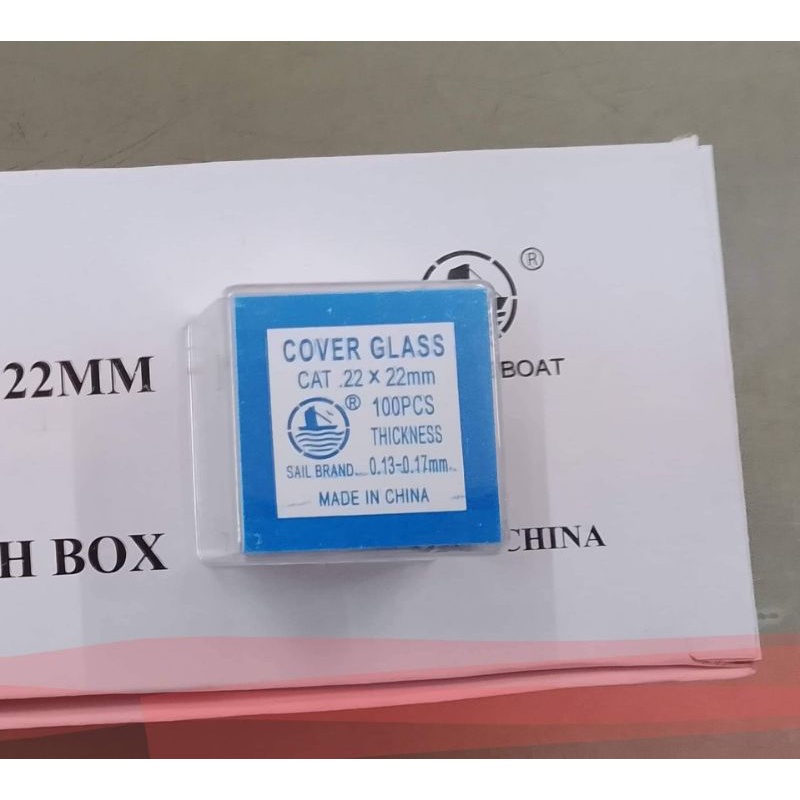 COVER GLASS
CAT .22 × 22mm
® 100PCS
THICKNESS
SAIL BRAND 0.13-0.17mm
MADE IN CHINA
®
22MM
BOAT
H BOX
CHINA